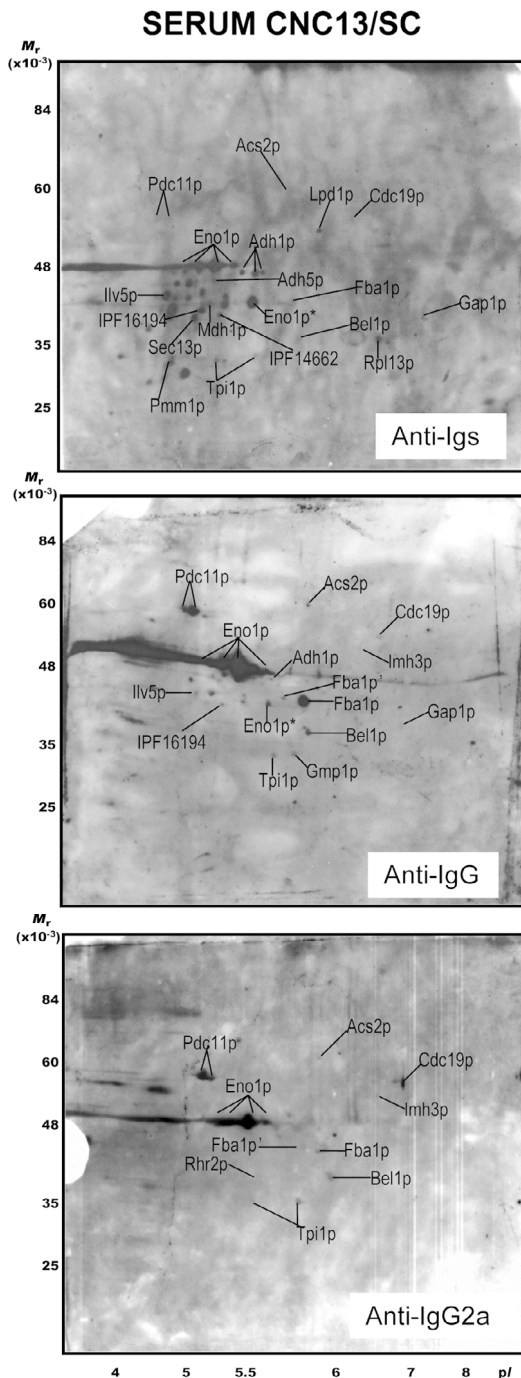 SERUM CNC13/SC
Mr
(x10-3)
84
Acs2p
60
Pdc11p
Lpd1p
Cdc19p
Eno1p
Adh1p
48
Adh5p
Ilv5p
Fba1p
Gap1p
IPF16194
Mdh1p
Eno1p*
Bel1p
Sec13p
IPF14662
Rpl13p
35
Tpi1p
Pmm1p
25
Anti-Igs
Mr
(x10-3)
84
Pdc11p
Acs2p
60
Cdc19p
Eno1p
Adh1p
Imh3p
48
Fba1p'
Ilv5p
Fba1p
Gap1p
IPF16194
Eno1p*
Bel1p
35
Tpi1p
Gmp1p
25
Anti-IgG
Mr
(x10-3)
84
Acs2p
Pdc11p
60
Cdc19p
Eno1p
Imh3p
48
Fba1p'
Fba1p
Rhr2p
Bel1p
35
Tpi1p
25
Anti-IgG2a
4 5 5.5 6 7 8 pI